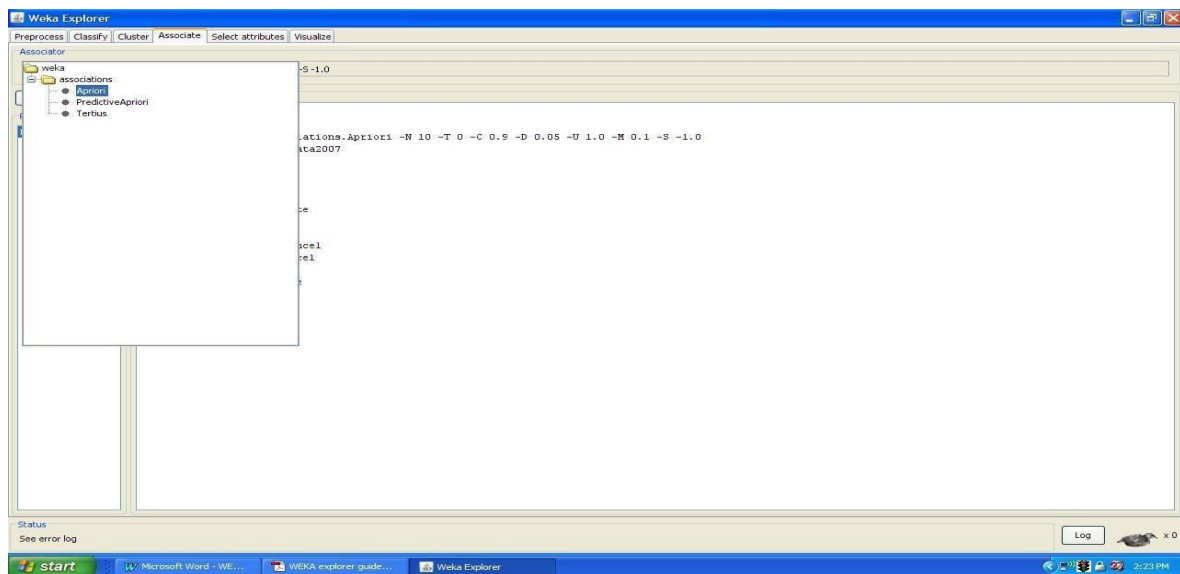 Weka Explorer
Preprocess Classify Cluster Associate Select attributes Visualize
Associator
weka
-S -1.0
associations
Apriori
PredictiveApriori
Tertius
ations.Apriori -N 10 -T 0 -C 0.9 -D 0.05 -U 1.0 -M 0.1 -S -1.0
ata2007
ce
ncel
cel
Status
See error log
Log
x 0
start
Microsoft Word - WE...
WEKA explorer guide...
Weka Explorer
2:23 PM